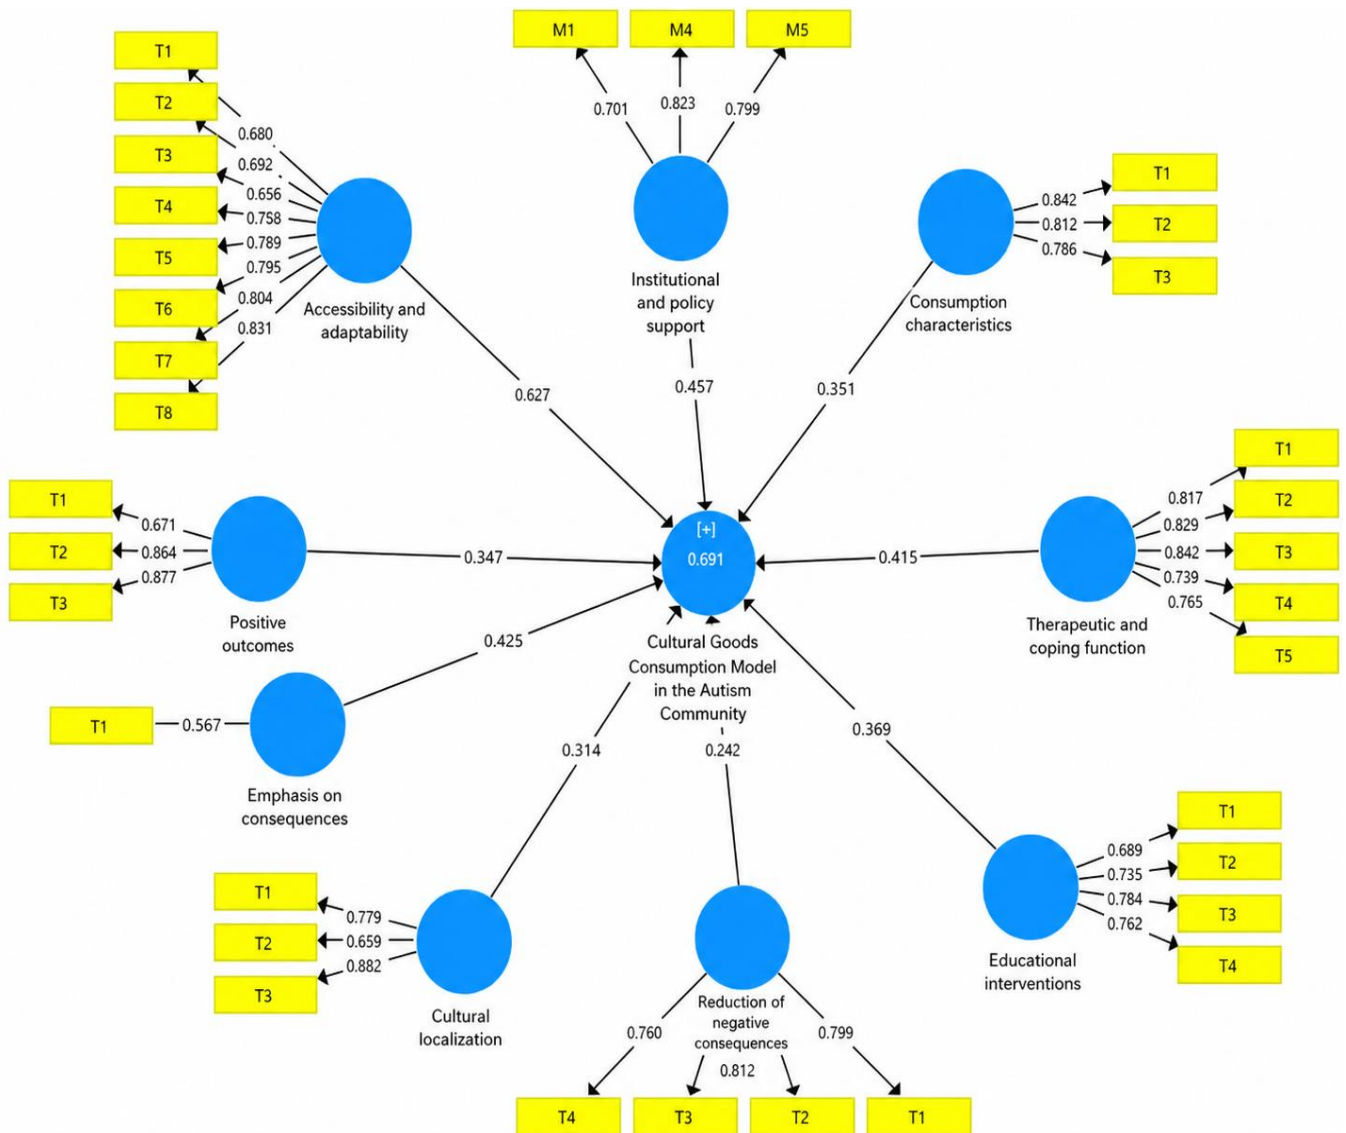 M1
M4
M5
0.701
0.823
0.799
T1
T2
T3
T4
T5
T6
T7
T8
0.680
0.692
0.656
0.758
0.789
0.795
0.804
0.831
Accessibility and
adaptability
Institutional
and policy
support
T1
T2
T3
0.842
0.812
0.786
Consumption
characteristics
0.627
0.457
0.351
T1
T2
T3
0.671
0.864
0.877
Positive
outcomes
0.347
[+]
0.691
Cultural Goods
Consumption Model
in the Autism
Community
0.415
T1
T2
T3
T4
T5
0.817
0.829
0.842
0.739
0.765
Therapeutic and
coping function
T1
0.567
Emphasis on
consequences
0.425
0.314
0.242
0.369
T1
T2
T3
0.779
0.659
0.882
Cultural
localization
Reduction of
negative
consequences
0.760
0.812
0.799
T4
T3
T2
T1
T1
T2
T3
T4
0.689
0.735
0.784
0.762
Educational
interventions